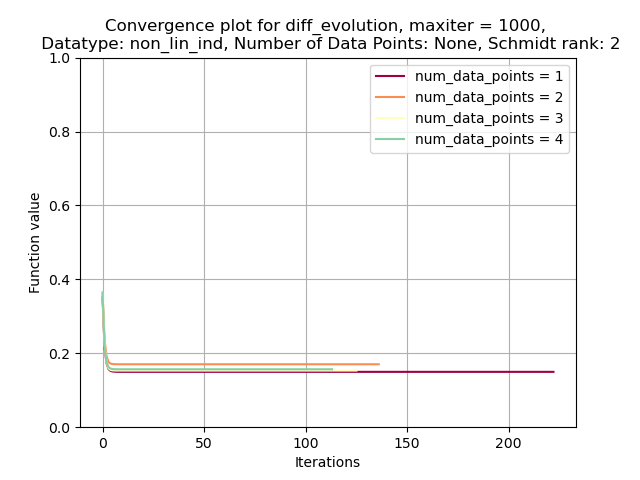 Convergence plot for diff_evolution, maxiter = 1000,
Datatype: non_lin_ind, Number of Data Points: None, Schmidt rank: 2
1.0
0.8
0.6
0.4
0.2
0.0
Function value
num_data_points = 1
num_data_points = 2
num_data_points = 3
num_data_points = 4
0
50
100
150
200
Iterations